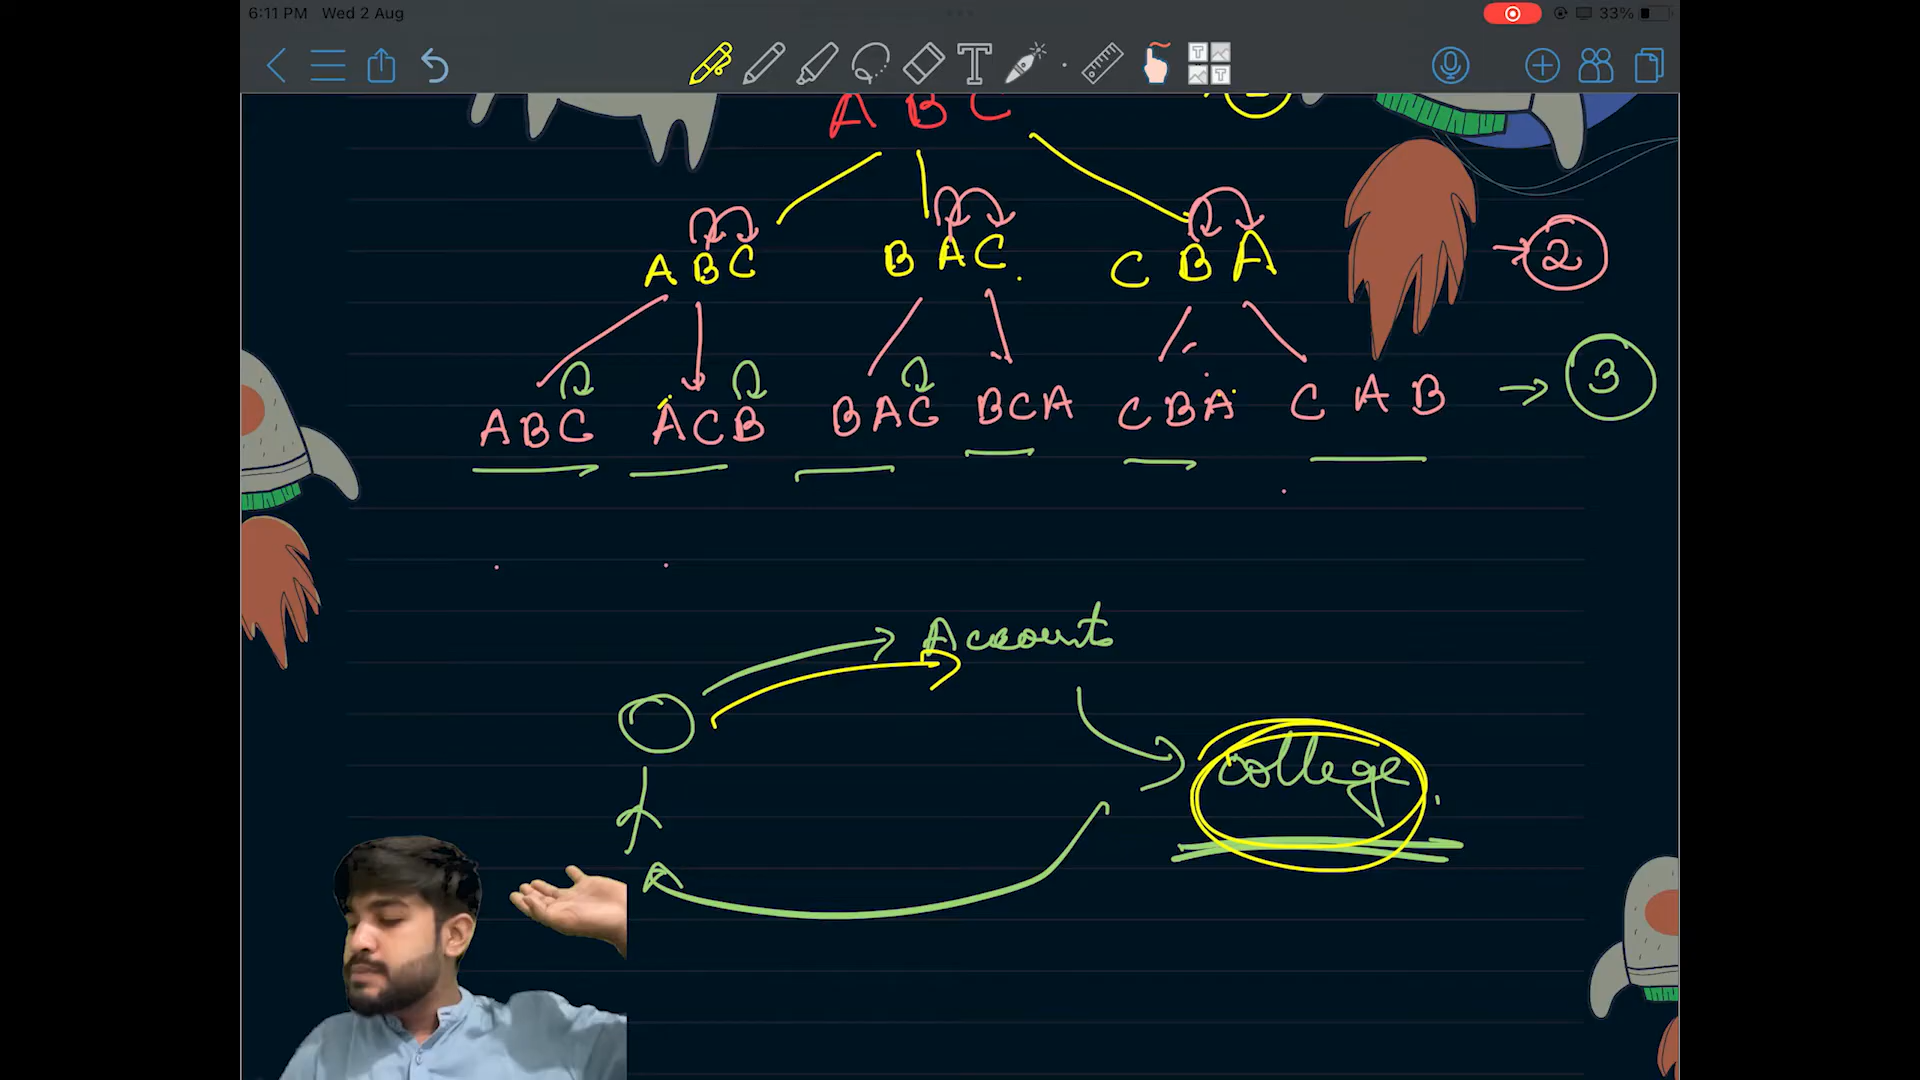 6:11 PM Wed 2 Aug 33%
A B C
A B C B A C. C B A → 2
A B C A C B B A C B C A C B A C A B → 3
Account
college